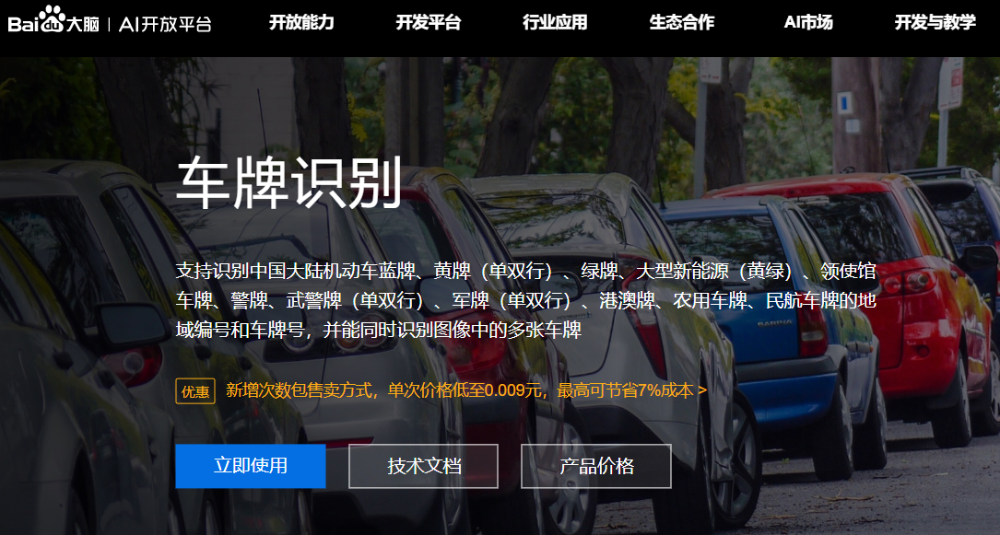 Bai du 大脑 | AI开放平台 开放能力 开发平台 行业应用 生态合作 AI市场 开发与教学
车牌识别
支持识别中国大陆机动车蓝牌、黄牌（单双行）、绿牌、大型新能源（黄绿）、领使馆
车牌、警牌、武警牌（单双行）、军牌（单双行）、港澳牌、农用车牌、民航车牌的地
域编号和车牌号，并能同时识别图像中的多张车牌
优惠 新增次数包售卖方式，单次价格低至0.009元，最高可节省7%成本 >
立即使用 技术文档 产品价格